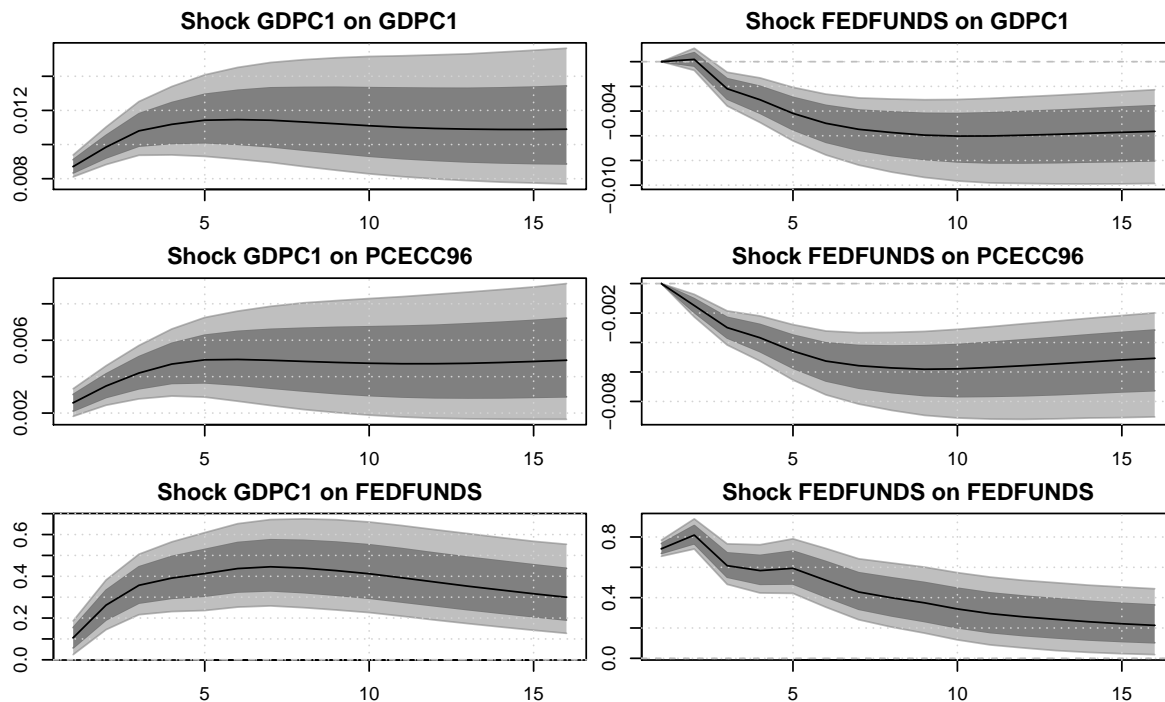 Shock GDPC1 on GDPC1
0.012
0.008
5 10 15
Shock FEDFUNDS on GDPC1
−0.004
−0.010
5 10 15
Shock GDPC1 on PCECC96
0.006
0.002
5 10 15
Shock FEDFUNDS on PCECC96
−0.002
−0.008
5 10 15
Shock GDPC1 on FEDFUNDS
0.6
0.4
0.2
0.0
5 10 15
Shock FEDFUNDS on FEDFUNDS
0.8
0.4
0.0
5 10 15